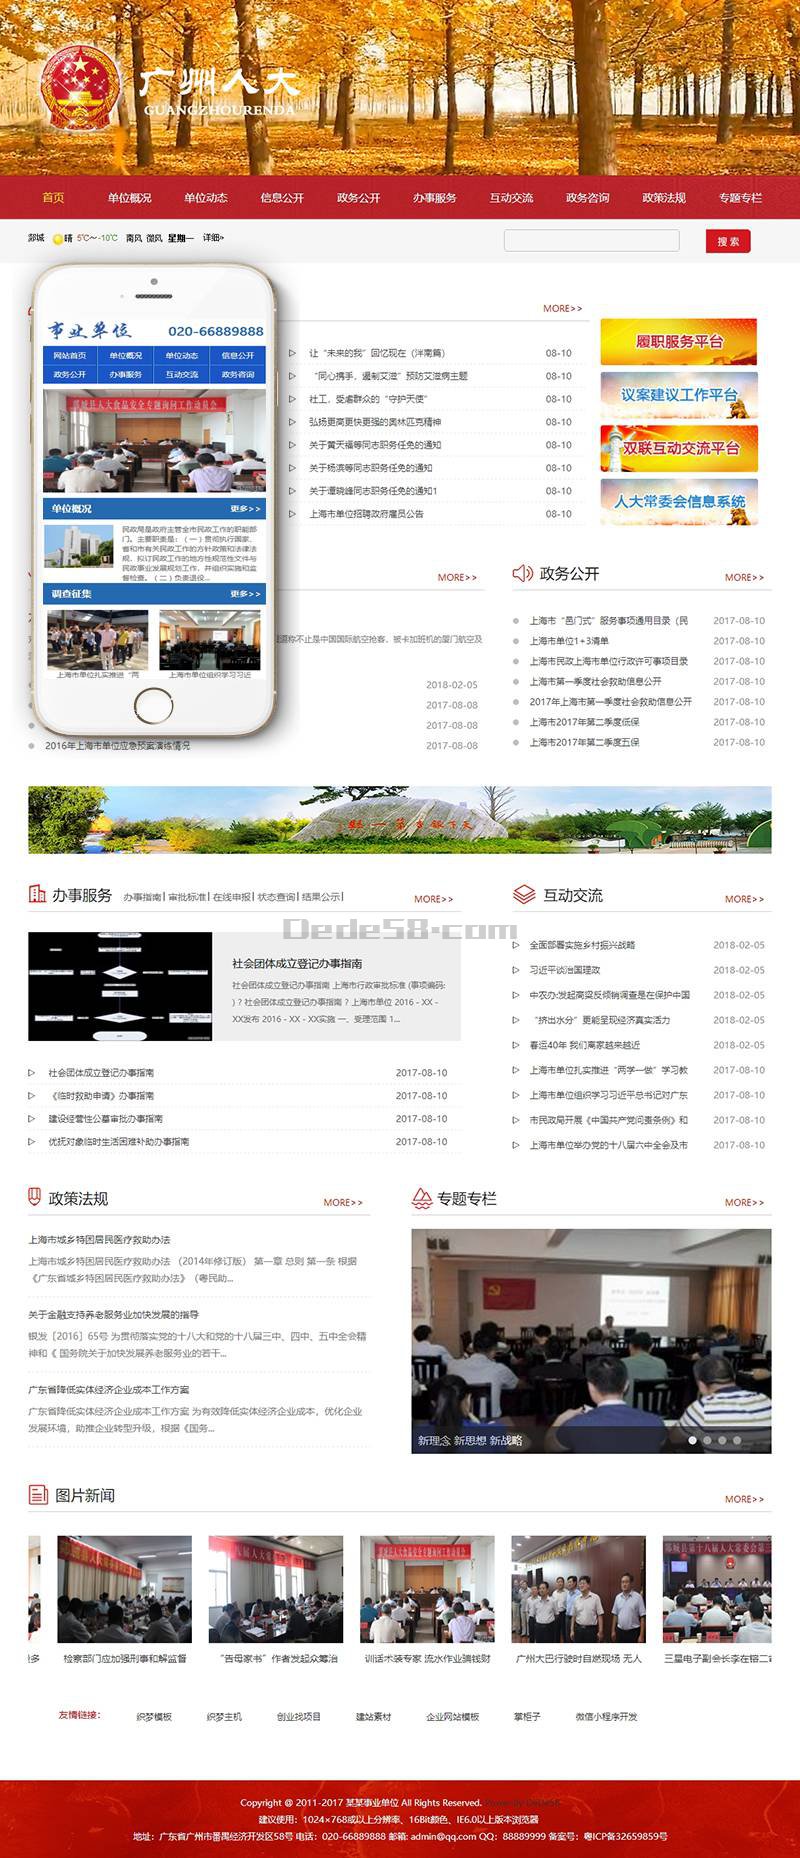 广州人大
GUANGZHOURENDA
首页 单位概况 单位动态 信息公开 政务公开 办事服务 互动交流 政务咨询 政策法规 专题专栏
郯城 晴 5℃~-10℃ 南风 微风 星期一 详细»
搜 索
事业单位 020-66889888
网站首页 单位概况 单位动态 信息公开
政务公开 办事服务 互动交流 政务咨询
郯城县人大食品安全专题询问工作动员会
单位概况 更多>>
民政局是政府主管全市民政工作的职能部
门。主要职责是：（一）贯彻执行国家、
省和市有关民政工作的方针政策和法律法
规，拟订民政工作的地方性规范性文件与
民政事业发展规划工作，并组织实施和监
督检查。（二）负责退役...
调查征集 更多>>
上海市单位扎实推进“两
上海市单位组织学习习近
MORE>>
让“未来的我”回忆现在（泮南篇） 08-10
“同心携手，遏制艾滋”预防艾滋病主题 08-10
社工，受虐群众的“守护天使” 08-10
弘扬更高更快更强的奥林匹克精神 08-10
关于黄天福等同志职务任免的通知 08-10
关于杨滨等同志职务任免的通知 08-10
关于谭晓峰同志职务任免的通知1 08-10
上海市单位招聘政府雇员公告 08-10
履职服务平台
议案建议工作平台
双联互动交流平台
人大常委会信息系统
MORE>>
称不止是中国国际航空抢客、被卡加班机的厦门航空及
2018-02-05
2017-08-08
2017-08-08
2016年上海市单位应急预案演练情况 2017-08-08
政务公开 MORE>>
上海市“邑门式”服务事项通用目录（民 2017-08-10
上海市单位1+3清单 2017-08-10
上海市民政上海市单位行政许可事项目录 2017-08-10
上海市第一季度社会救助信息公开 2017-08-10
2017年上海市第一季度社会救助信息公开 2017-08-10
上海市2017年第二季度低保 2017-08-10
上海市2017年第二季度五保 2017-08-10
办事服务 办事指南| 审批标准| 在线申报| 状态查询| 结果公示| MORE>>
Dede58.com
社会团体成立登记办事指南
社会团体成立登记办事指南 上海市行政审批标准 (事项编码:
) ? 社会团体成立登记办事指南 ? 上海市单位 2016 - XX -
XX发布 2016 - XX - XX实施 一、受理范围 1...
社会团体成立登记办事指南 2017-08-10
《临时救助申请》办事指南 2017-08-10
建设经营性公墓审批办事指南 2017-08-10
优抚对象临时生活困难补助办事指南 2017-08-10
互动交流 MORE>>
全面部署实施乡村振兴战略 2018-02-05
习近平谈治国理政 2018-02-05
中农办:发起高粱反倾销调查是在保护中国 2018-02-05
“挤出水分”更能呈现经济真实活力 2018-02-05
春运40年 我们离家越来越近 2018-02-05
上海市单位扎实推进“两学一做”学习教 2017-08-10
上海市单位组织学习习近平总书记对广东 2017-08-10
市民政局开展《中国共产党问责条例》和 2017-08-10
上海市单位举办党的十八届六中全会及市 2017-08-10
政策法规 MORE>>
上海市城乡特困居民医疗救助办法
上海市城乡特困居民医疗救助办法 （2014年修订版） 第一章 总则 第一条 根据
《广东省城乡特困居民医疗救助办法》（粤民助...
关于金融支持养老服务业加快发展的指导
银发〔2016〕65号 为贯彻落实党的十八大和党的十八届三中、四中、五中全会精
神和《 国务院关于加快发展养老服务业的若干...
广东省降低实体经济企业成本工作方案
广东省降低实体经济企业成本工作方案 为有效降低实体经济企业成本，优化企业
发展环境，助推企业转型升级，根据《国务...
专题专栏 MORE>>
新理念 新思想 新战略
图片新闻 MORE>>
检察部门应加强刑事和解监督
“告母家书”作者发起众筹治
训话术装专家 流水作业骗钱财
广州大巴行驶时自燃现场 无人
三星电子副会长李在镕二审
友情链接： 织梦模板 织梦主机 创业找项目 建站素材 企业网站模板 掌柜子 微信小程序开发
Copyright @ 2011-2017 某某事业单位 All Rights Reserved.
建议使用：1024×768或以上分辨率、16Bit颜色、IE6.0以上版本浏览器
地址：广东省广州市番禺经济开发区58号 电话：020-66889888 邮箱: admin@qq.com QQ：88889999 备案号：粤ICP备32659859号